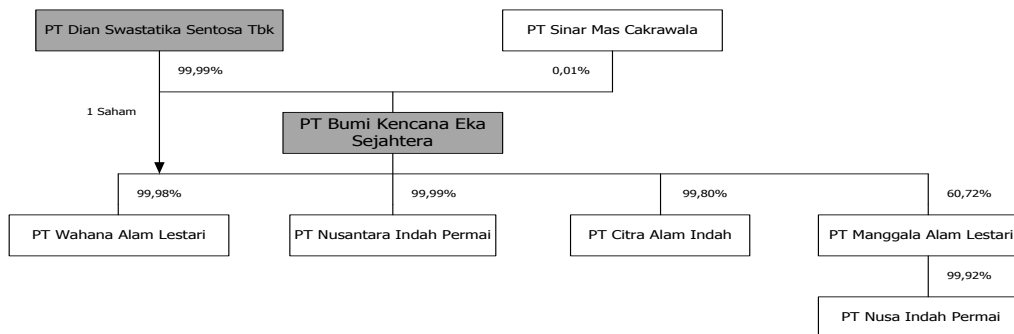 PT Dian Swastatika Sentosa Tbk
PT Sinar Mas Cakrawala
99,99%
0,01%
1 Saham
PT Bumi Kencana Eka
Sejahtera
99,98%
99,99%
99,80%
60,72%
PT Wahana Alam Lestari
PT Nusantara Indah Permai
PT Citra Alam Indah
PT Manggala Alam Lestari
99,92%
PT Nusa Indah Permai